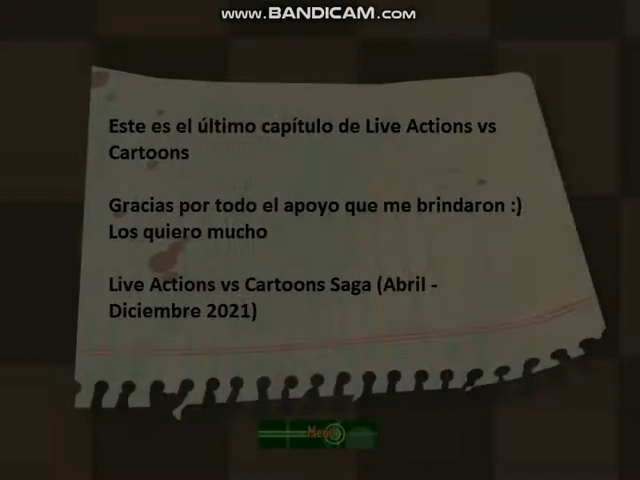 WWW.BANDICAM.COM
Este es el último capítulo de Live Actions vs
Cartoons
Gracias por todo el apoyo que me brindaron :)
Los quiero mucho
Live Actions vs Cartoons Saga (Abril -
Diciembre 2021)
Menu